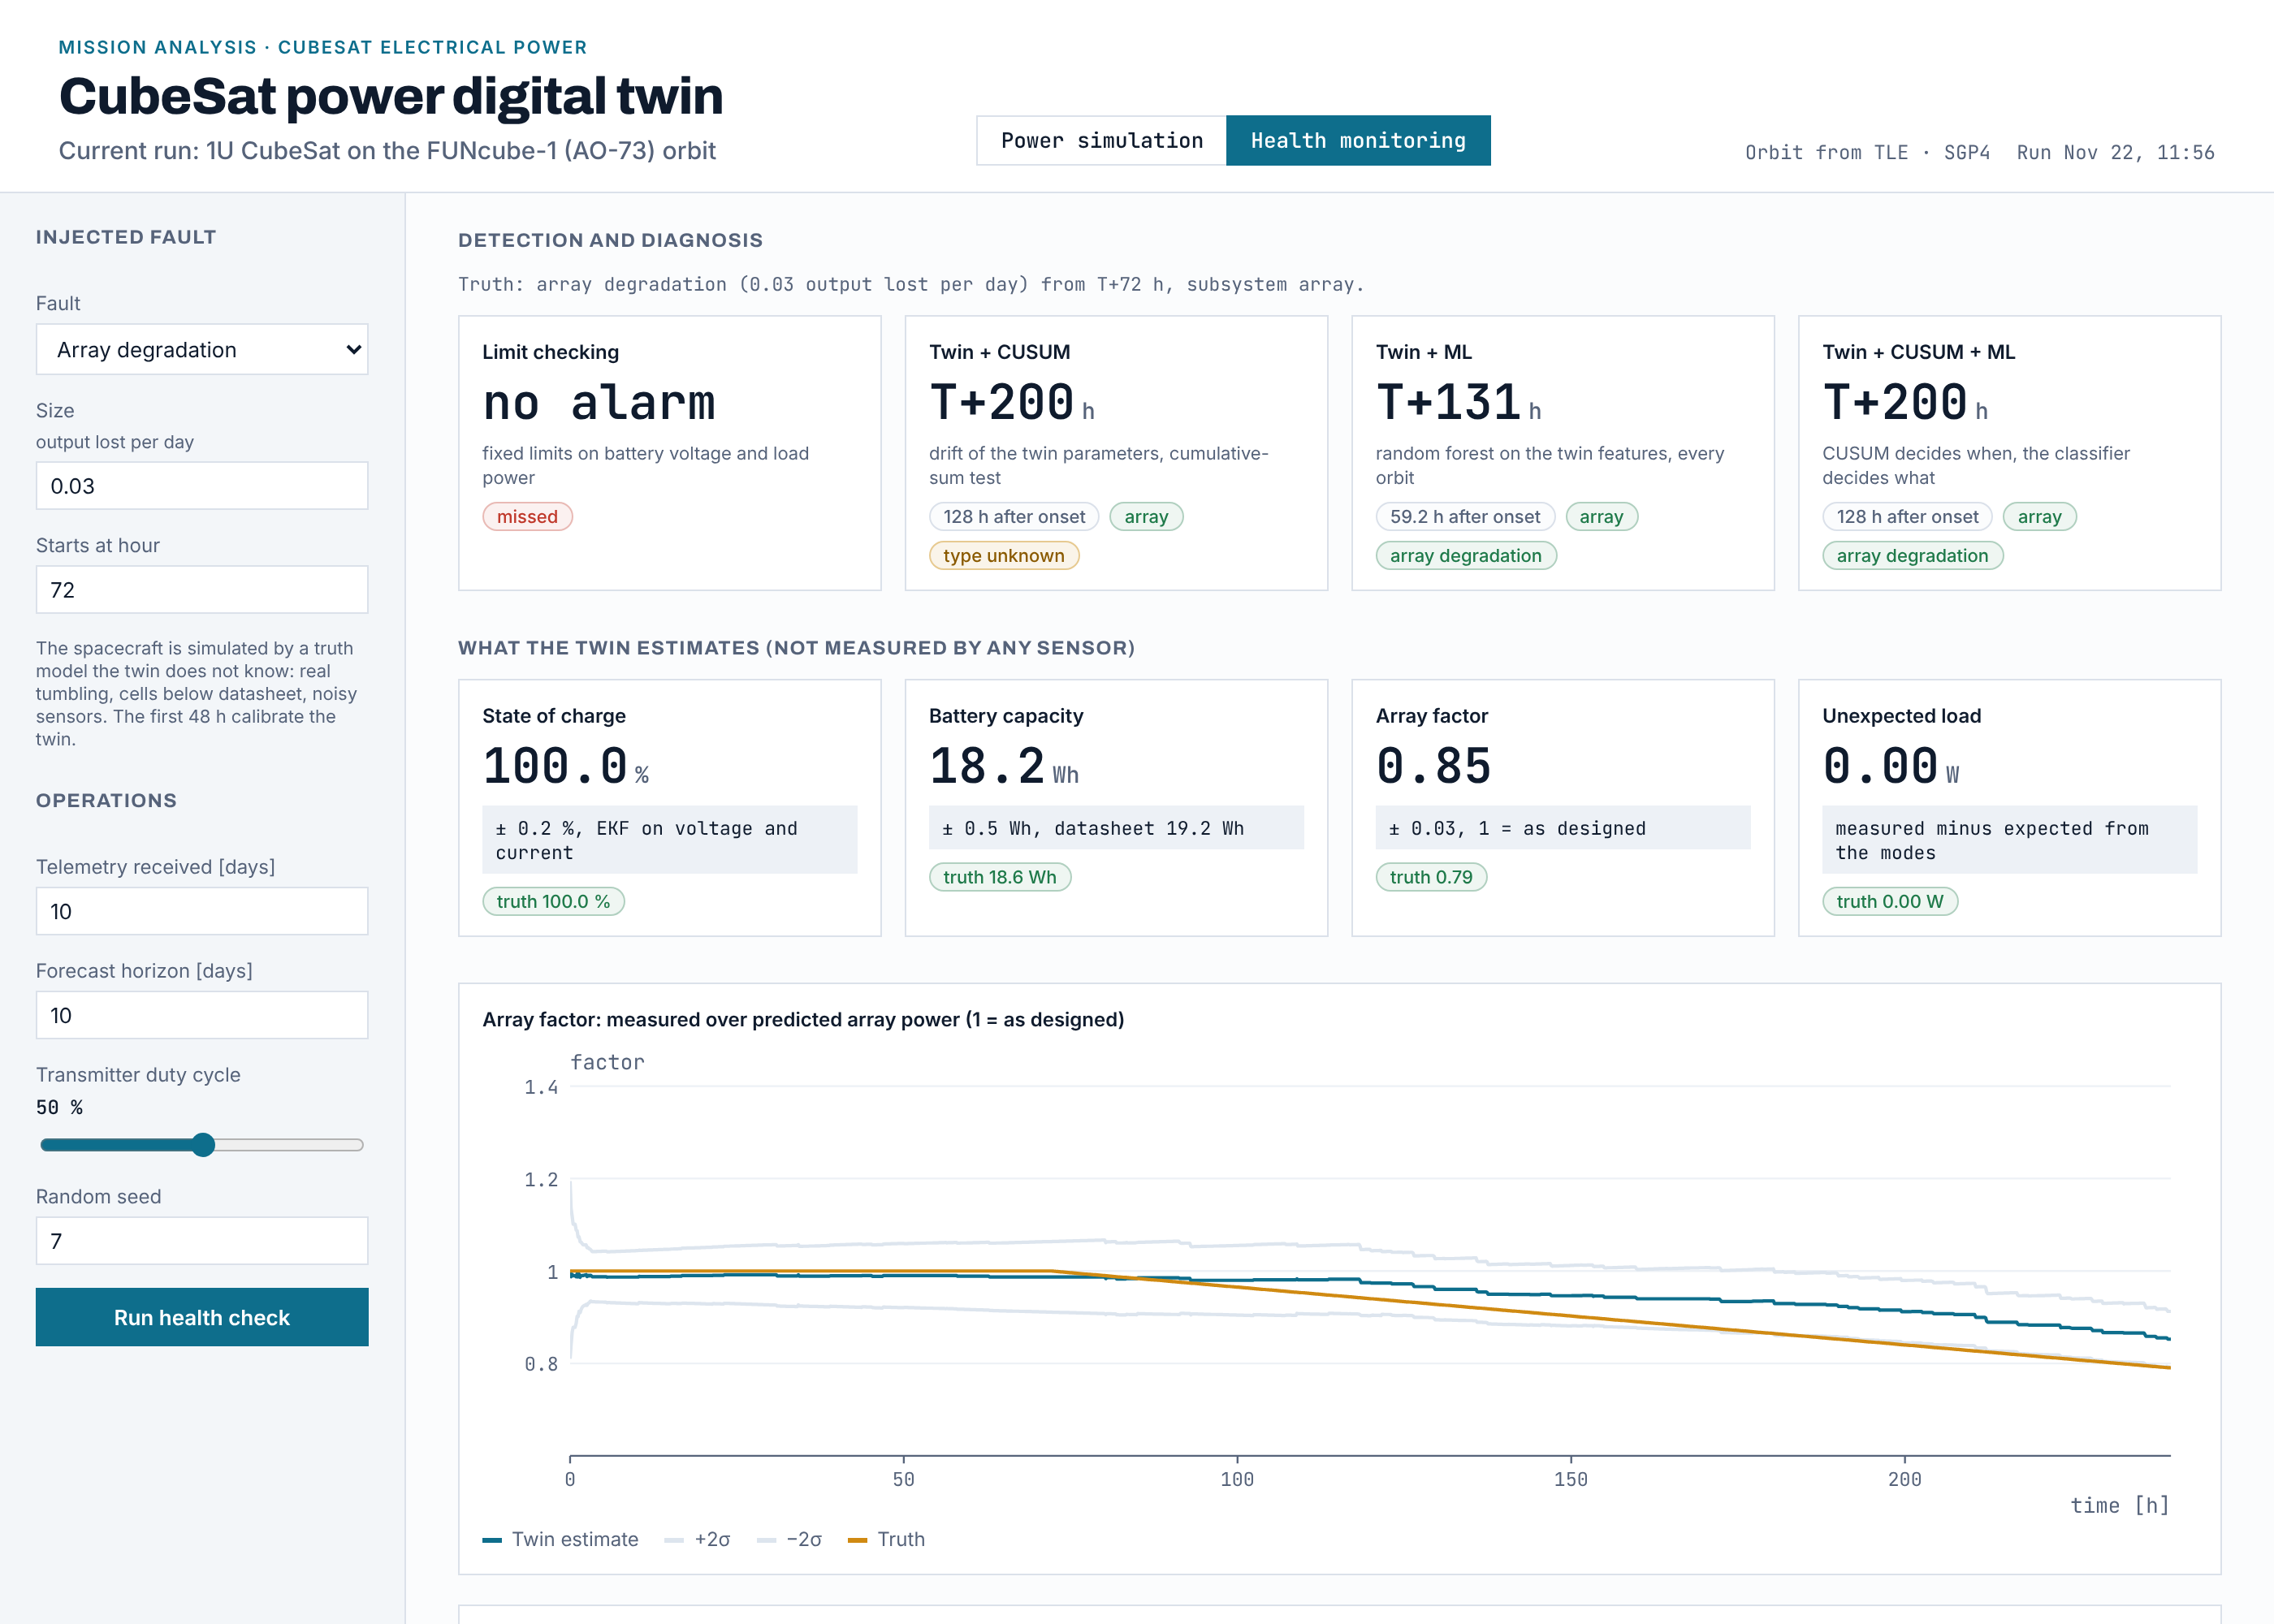 MISSION ANALYSIS · CUBESAT ELECTRICAL POWER
CubeSat power digital twin
Current run: 1U CubeSat on the FUNcube-1 (AO-73) orbit
Power simulation
Health monitoring
Orbit from TLE · SGP4
Run Nov 22, 11:56
INJECTED FAULT
Fault
Array degradation
Size
output lost per day
0.03
Starts at hour
72
The spacecraft is simulated by a truth
model the twin does not know: real
tumbling, cells below datasheet, noisy
sensors. The first 48 h calibrate the
twin.
OPERATIONS
Telemetry received [days]
10
Forecast horizon [days]
10
Transmitter duty cycle
50 %
Random seed
7
Run health check
DETECTION AND DIAGNOSIS
Truth: array degradation (0.03 output lost per day) from T+72 h, subsystem array.
Limit checking
no alarm
fixed limits on battery voltage and load
power
missed
Twin + CUSUM
T+200 h
drift of the twin parameters, cumulative-
sum test
128 h after onset
array
type unknown
Twin + ML
T+131 h
random forest on the twin features, every
orbit
59.2 h after onset
array
array degradation
Twin + CUSUM + ML
T+200 h
CUSUM decides when, the classifier
decides what
128 h after onset
array
array degradation
WHAT THE TWIN ESTIMATES (NOT MEASURED BY ANY SENSOR)
State of charge
100.0 %
± 0.2 %, EKF on voltage and
current
truth 100.0 %
Battery capacity
18.2 Wh
± 0.5 Wh, datasheet 19.2 Wh
truth 18.6 Wh
Array factor
0.85
± 0.03, 1 = as designed
truth 0.79
Unexpected load
0.00 W
measured minus expected from
the modes
truth 0.00 W
Array factor: measured over predicted array power (1 = as designed)
factor
1.4
1.2
1
0.8
0
50
100
150
200
time [h]
Twin estimate
+2σ
−2σ
Truth